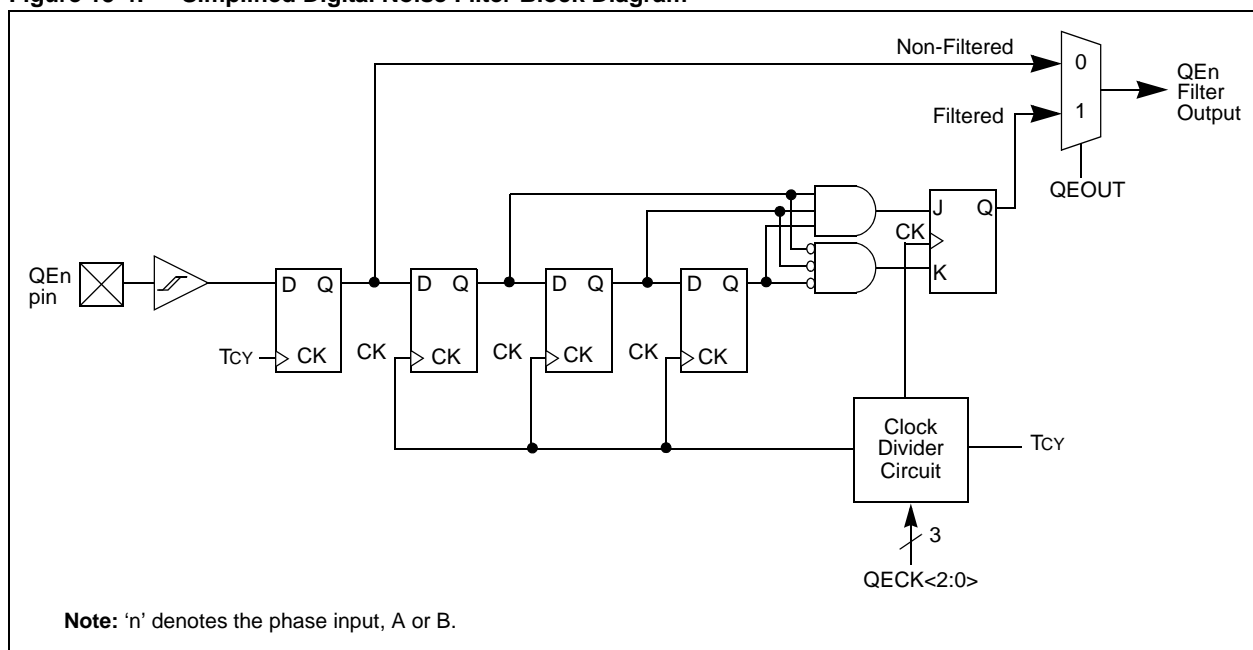 Figure 16-4: Simplified Digital Noise Filter Block Diagram
Non-Filtered
0
QEn
Filter
Output
Filtered
1
QEOUT
J
Q
CK
K
QEn
pin
D
Q
D
Q
D
Q
D
Q
TCY
CK
CK
CK
CK
CK
CK
CK
Clock
Divider
Circuit
TCY
3
QECK<2:0>
Note: ‘n’ denotes the phase input, A or B.